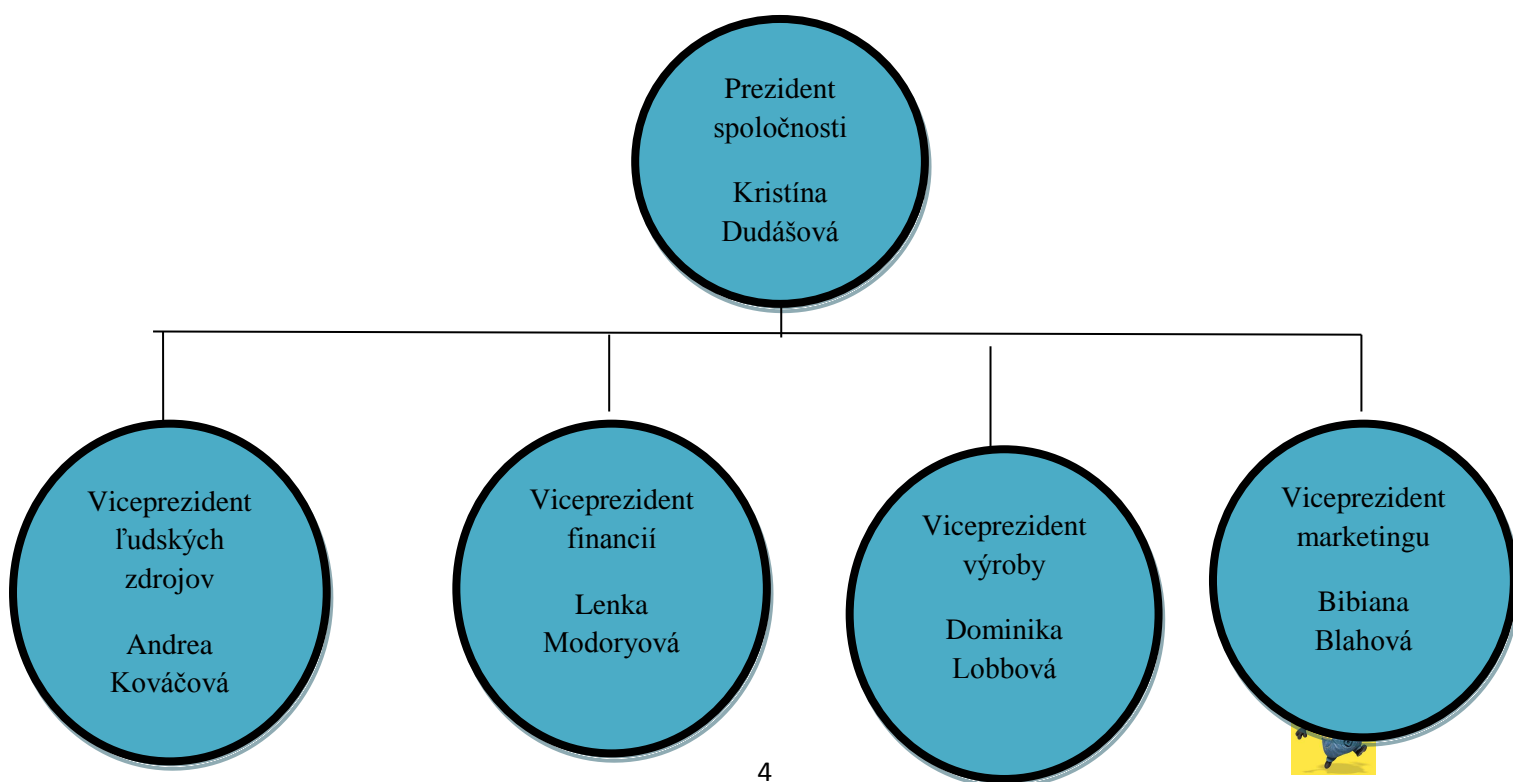 Prezident
spoločnosti
Kristína
Dudášová
Viceprezident
ľudských
zdrojov
Andrea
Kováčová
Viceprezident
financií
Lenka
Modoryová
Viceprezident
výroby
Dominika
Lobbová
Viceprezident
marketingu
Bibiana
Blahová
4